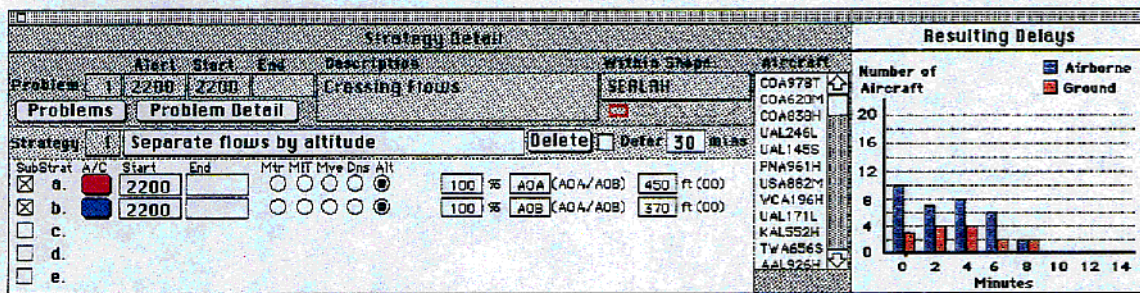 Strategy Detail
Alert Start End Description Within Shape Aircraft
Problem 1 2200 2200 Crossing Flows
Problems Problem Detail
Strategy 1 Separate flows by altitude Delete Defer 30 mins
SubStrat A/C Start End Mtr MIT Mve Dns Alt
a. 2200 100 % AOA (AOA/AOB) 450 ft (00)
b. 2200 100 % AOB (AOA/AOB) 370 ft (00)
c.
d.
e.
COA978T
COA620M
COA838H
UAL246L
UAL145S
PNA961H
USA882M
WCA196H
UAL171L
KAL552H
TWA656S
AAL926H
Resulting Delays
Number of
Aircraft
Airborne
Ground
20
12
8
4
0
0 2 4 6 8 10 12 14
Minutes